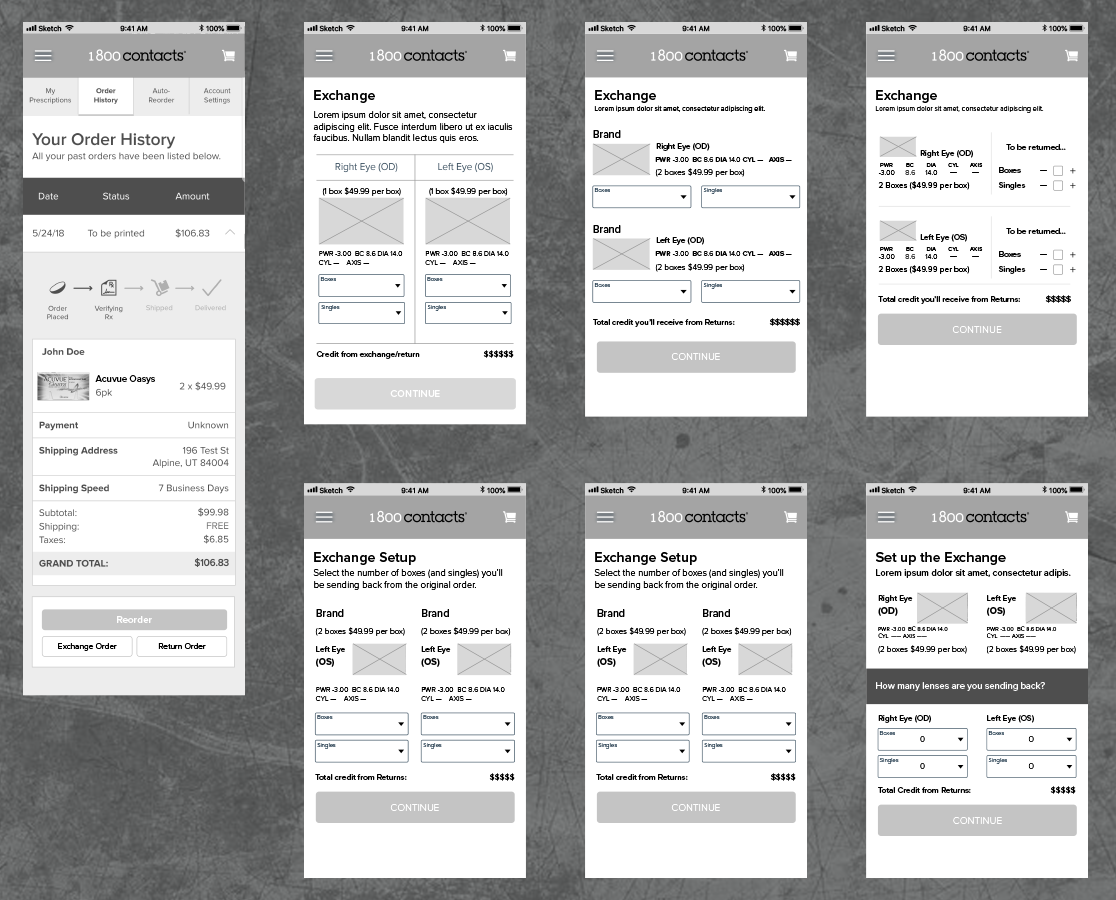 Sketch 9:41 AM 100%
1800 contacts
My Prescriptions
Order History
Auto-Reorder
Account Settings
Your Order History
All your past orders have been listed below.
Date Status Amount
5/24/18 To be printed $106.83
Order Placed
Verifying Rx
Shipped
Delivered
John Doe
Acuvue Oasys
6pk
2 x $49.99
Payment Unknown
Shipping Address 196 Test St
Alpine, UT 84004
Shipping Speed 7 Business Days
Subtotal: $99.98
Shipping: FREE
Taxes: $6.85
GRAND TOTAL: $106.83
Reorder
Exchange Order Return Order
Sketch 9:41 AM 100%
1800 contacts
Exchange
Lorem ipsum dolor sit amet, consectetur
adipiscing elit. Fusce interdum libero ut ex iaculis
faucibus. Nullam blandit lectus quis eros.
Right Eye (OD) Left Eye (OS)
(1 box $49.99 per box) (1 box $49.99 per box)
PWR -3.00 BC 8.6 DIA 14.0 PWR -3.00 BC 8.6 DIA 14.0
CYL — AXIS — CYL — AXIS —
Boxes Boxes
Singles Singles
Credit from exchange/return $$$$$$
CONTINUE
Sketch 9:41 AM 100%
1800 contacts
Exchange
Lorem ipsum dolor sit amet, consectetur adipiscing elit.
Brand
Right Eye (OD)
PWR -3.00 BC 8.6 DIA 14.0 CYL — AXIS —
(2 boxes $49.99 per box)
Boxes Singles
Brand
Left Eye (OD)
PWR -3.00 BC 8.6 DIA 14.0 CYL — AXIS —
(2 boxes $49.99 per box)
Boxes Singles
Total credit you'll receive from Returns: $$$$$$
CONTINUE
Sketch 9:41 AM 100%
1800 contacts
Exchange
Lorem ipsum dolor sit amet, consectetur adipiscing elit.
Right Eye (OD)
To be returned...
PWR BC DIA CYL AXIS
-3.00 8.6 14.0 — —
2 Boxes ($49.99 per box)
Boxes — +
Singles — +
Left Eye (OS)
To be returned...
PWR BC DIA CYL AXIS
-3.00 8.6 14.0 — —
2 Boxes ($49.99 per box)
Boxes — +
Singles — +
Total credit you'll receive from Returns: $$$$$
CONTINUE
Sketch 9:41 AM 100%
1800 contacts
Exchange Setup
Select the number of boxes (and singles) you'll
be sending back from the original order.
Brand Brand
(2 boxes $49.99 per box) (2 boxes $49.99 per box)
Left Eye Left Eye
(OS) (OS)
PWR -3.00 BC 8.6 DIA 14.0 PWR -3.00 BC 8.6 DIA 14.0
CYL — AXIS — CYL — AXIS —
Boxes Boxes
Singles Singles
Total credit from Returns: $$$$$
CONTINUE
Sketch 9:41 AM 100%
1800 contacts
Exchange Setup
Select the number of boxes (and singles) you'll
be sending back from the original order.
Brand Brand
(2 boxes $49.99 per box) (2 boxes $49.99 per box)
Left Eye Left Eye
(OS) (OS)
PWR -3.00 BC 8.6 DIA 14.0 PWR -3.00 BC 8.6 DIA 14.0
CYL — AXIS — CYL — AXIS —
Boxes Boxes
Singles Singles
Total credit from Returns: $$$$$
CONTINUE
Sketch 9:41 AM 100%
1800 contacts
Set up the Exchange
Lorem ipsum dolor sit amet, consectetur adipis.
Right Eye Left Eye
(OD) (OS)
PWR -3.00 BC 8.6 DIA 14.0 PWR -3.00 BC 8.6 DIA 14.0
CYL —— AXIS —— CYL —— AXIS ——
(2 boxes $49.99 per box) (2 boxes $49.99 per box)
How many lenses are you sending back?
Right Eye (OD) Left Eye (OS)
Boxes 0 Boxes 0
Singles 0 Singles 0
Total Credit from Returns: $$$$$
CONTINUE